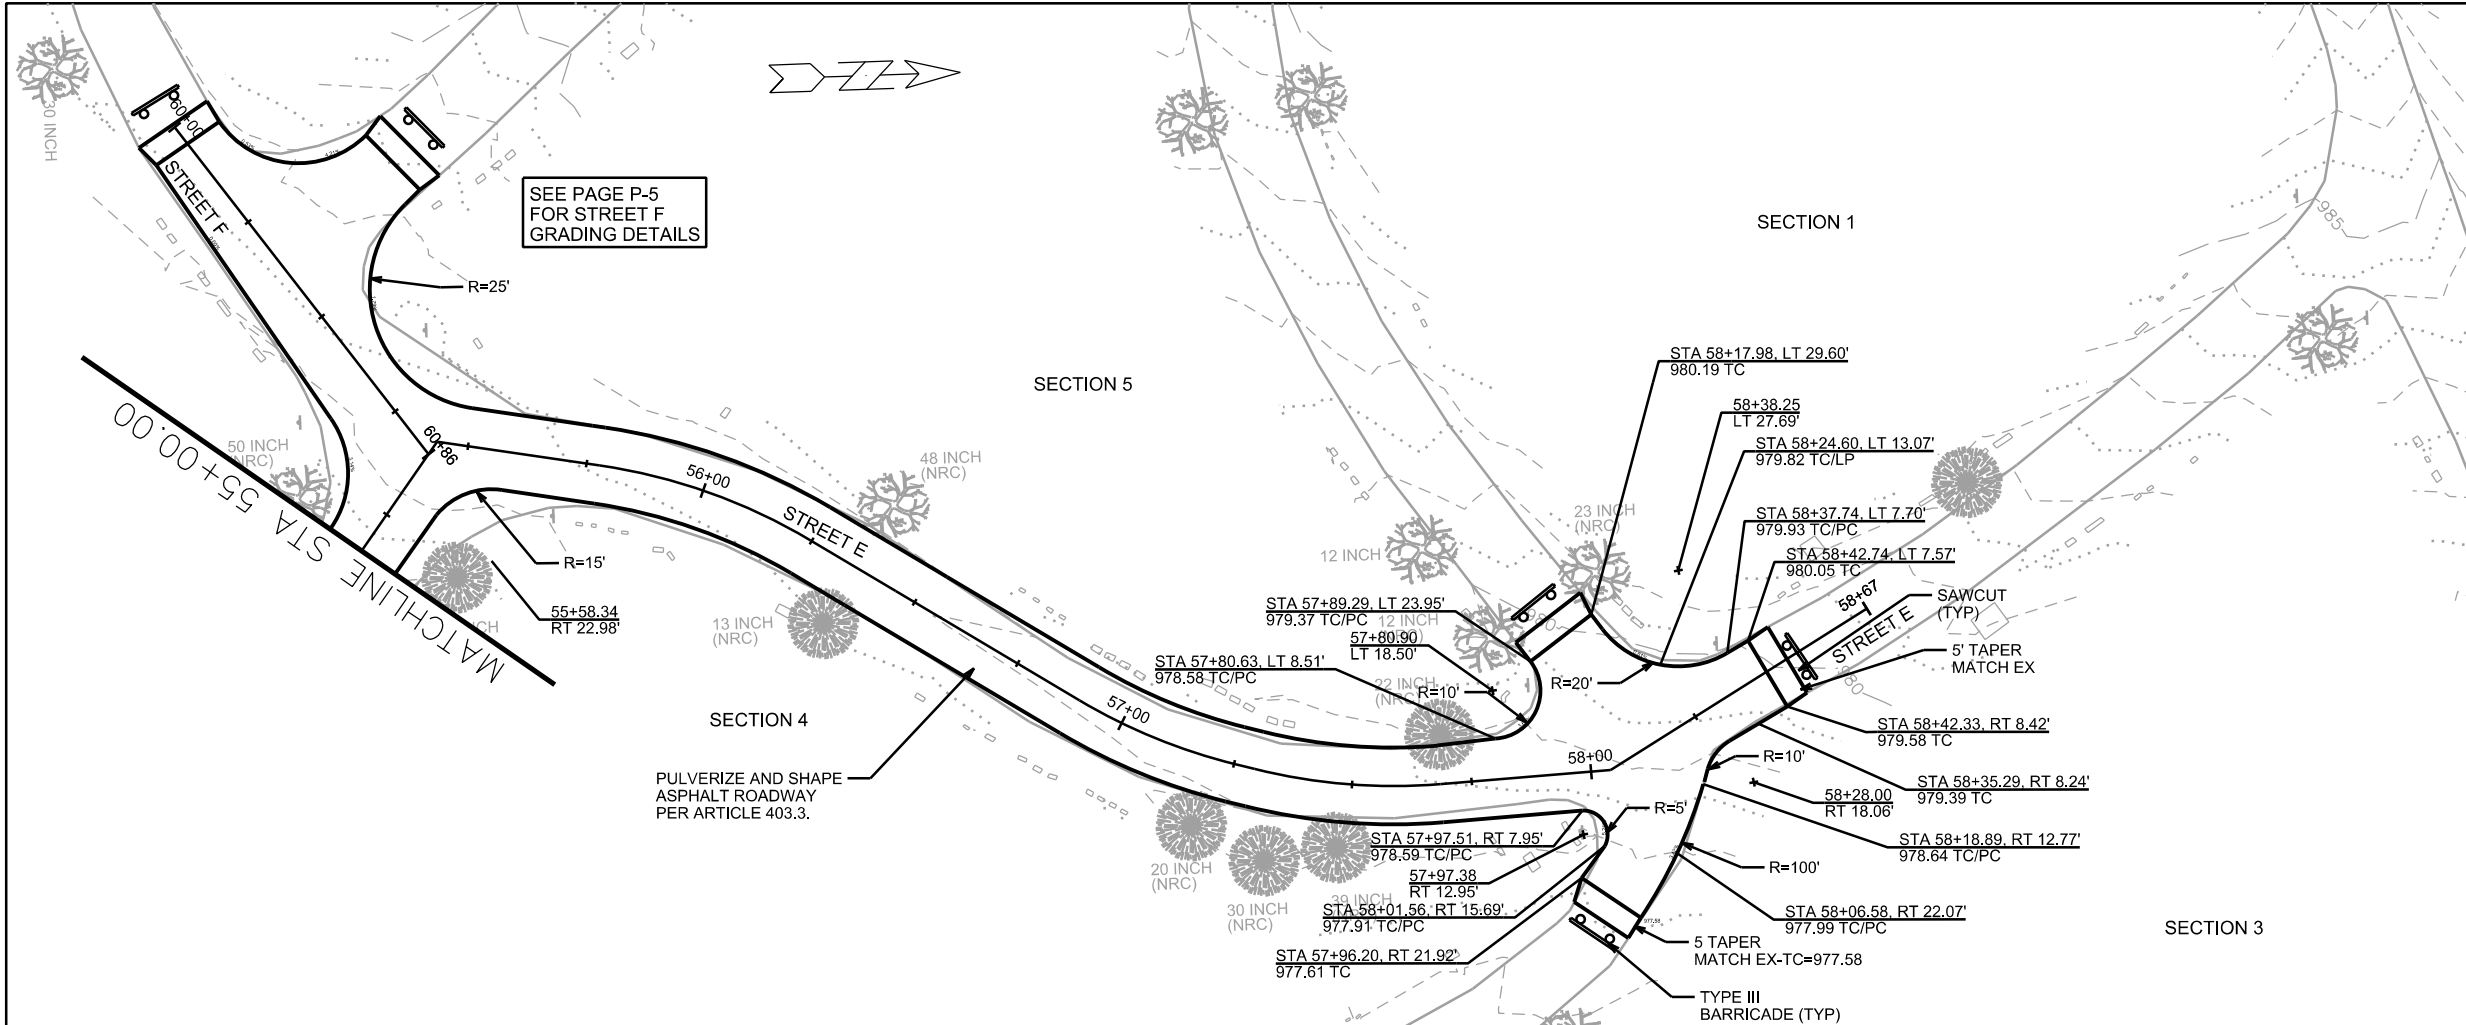 30 INCH
60+00
STREET F
SEE PAGE P-5
FOR STREET F
GRADING DETAILS
R=25'
SECTION 1
985
SECTION 5
MATCHLINE STA 55+00.00
50 INCH
(NRC)
60+86
56+00
STREET E
48 INCH
(NRC)
R=15'
55+58.34
RT 22.98'
13 INCH
(NRC)
SECTION 4
PULVERIZE AND SHAPE
ASPHALT ROADWAY
PER ARTICLE 403.3.
57+00
STA 58+17.98, LT 29.60'
980.19 TC
58+38.25
LT 27.69'
STA 58+24.60, LT 13.07'
979.82 TC/LP
STA 58+37.74, LT 7.70'
979.93 TC/PC
STA 58+42.74, LT 7.57'
980.05 TC
23 INCH
(NRC)
12 INCH
STA 57+89.29, LT 23.95'
979.37 TC/PC
12 INCH
(NRC)
980
57+80.90
LT 18.50'
STA 57+80.63, LT 8.51'
978.58 TC/PC
22 INCH
(NRC)
R=10'
R=20'
58+67
STREET E
SAWCUT
(TYP)
5' TAPER
MATCH EX
980
58+00
STA 58+42.33, RT 8.42'
979.58 TC
R=10'
STA 58+35.29, RT 8.24'
979.39 TC
58+28.00
RT 18.06'
R=5'
STA 57+97.51, RT 7.95'
978.59 TC/PC
STA 58+18.89, RT 12.77'
978.64 TC/PC
R=100'
20 INCH
(NRC)
57+97.38
RT 12.95'
30 INCH
(NRC)
39 INCH
STA 58+01.56, RT 15.69'
977.91 TC/PC
STA 58+06.58, RT 22.07'
977.99 TC/PC
977.58
STA 57+96.20, RT 21.92'
977.61 TC
5 TAPER
MATCH EX-TC=977.58
SECTION 3
TYPE III
BARRICADE (TYP)